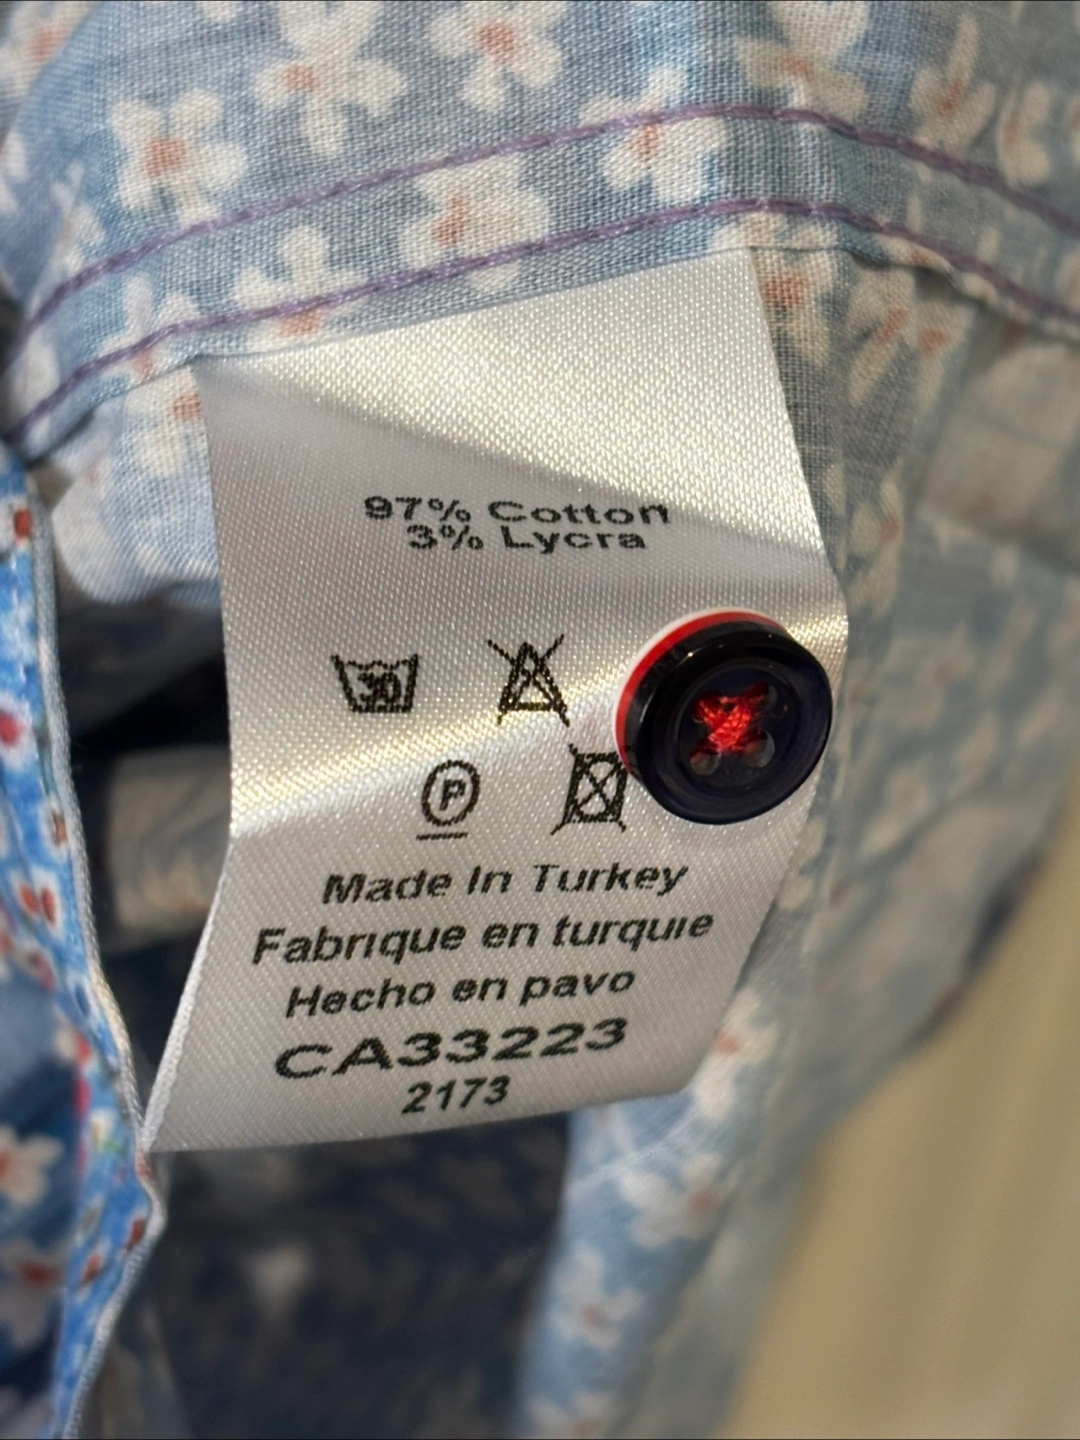 97% Cotton
3% Lycra
30
P
Made In Turkey
Fabrique en turquie
Hecho en pavo
CA33223
2173